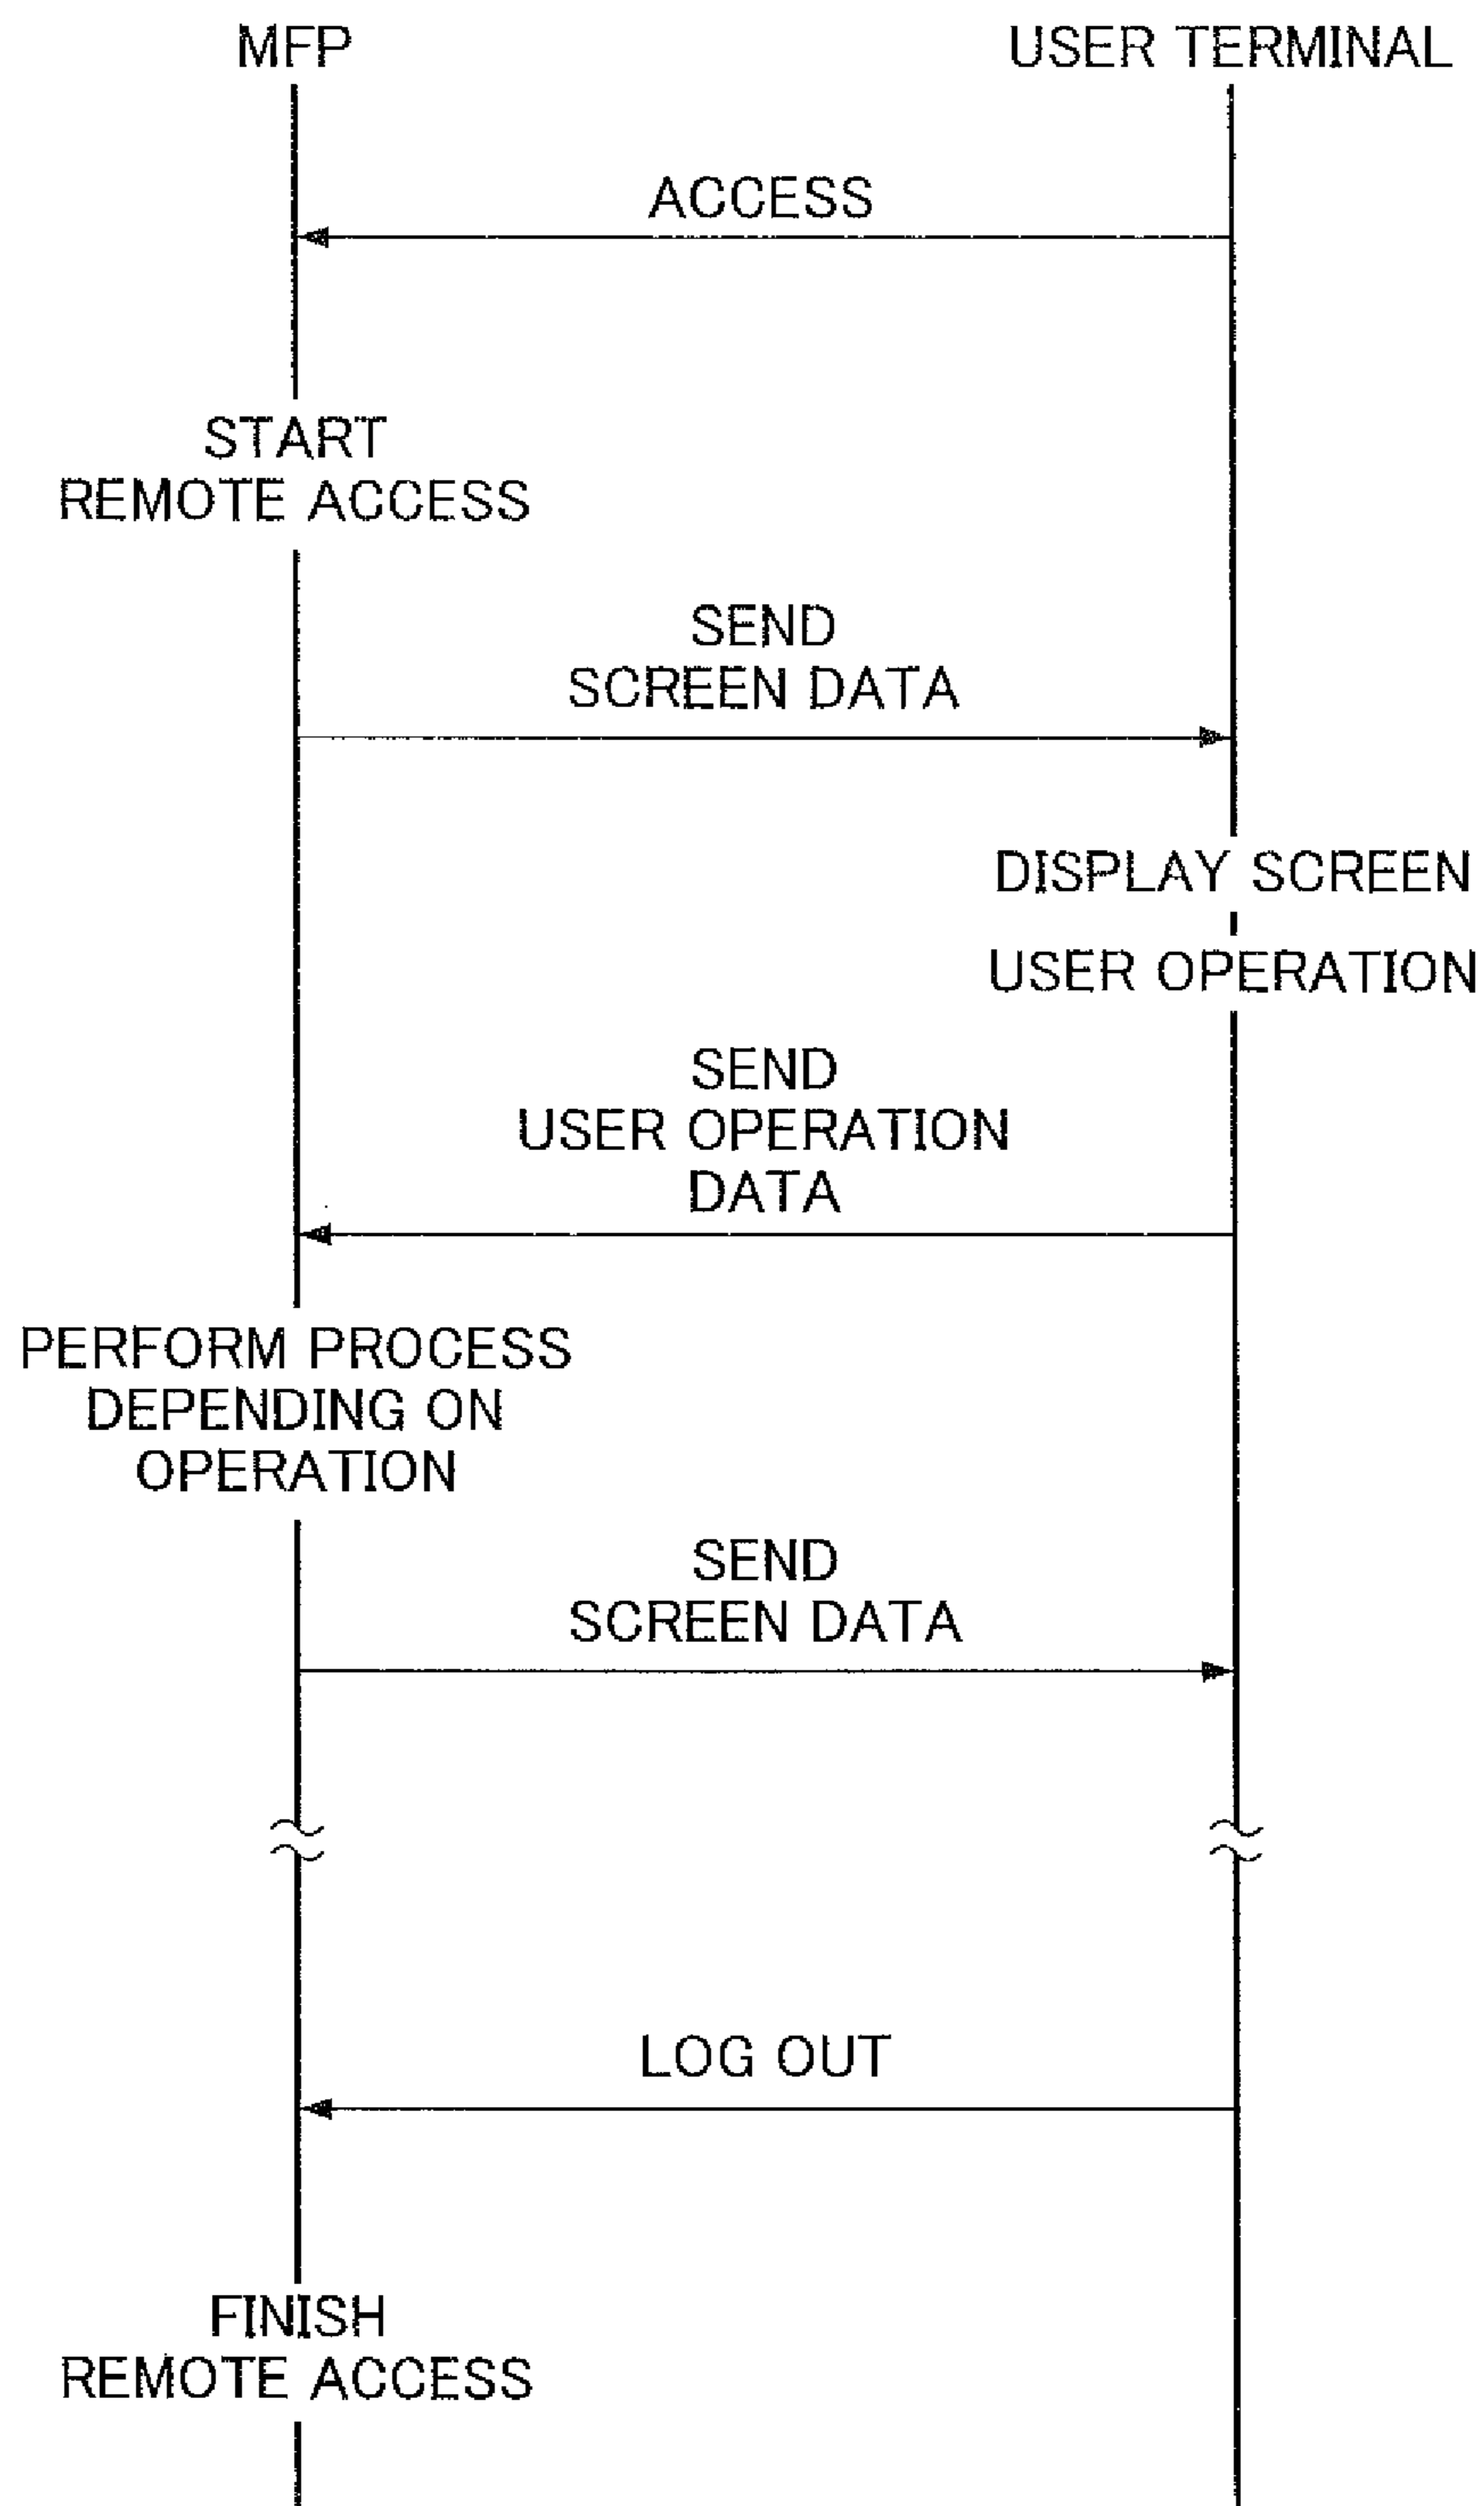 MFP
USER TERMINAL
ACCESS
START
REMOTE ACCESS
SEND
SCREEN DATA
DISPLAY SCREEN
USER OPERATION
SEND
USER OPERATION
DATA
PERFORM PROCESS
DEPENDING ON
OPERATION
SEND
SCREEN DATA
LOG OUT
FINISH
REMOTE ACCESS